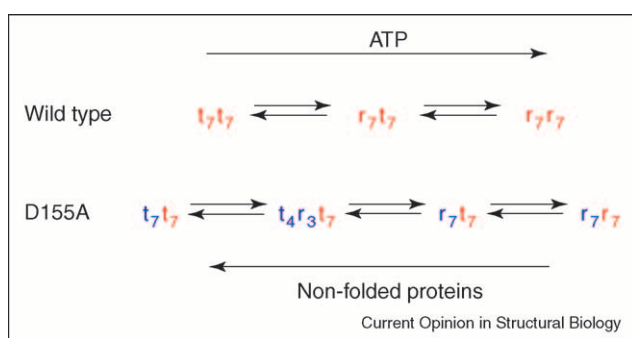 ATP
Wild type t₇t₇ r₇t₇ r₇r₇
D155A t₇t₇ t₄r₃t₇ r₇t₇ r₇r₇
Non-folded proteins
Current Opinion in Structural Biology